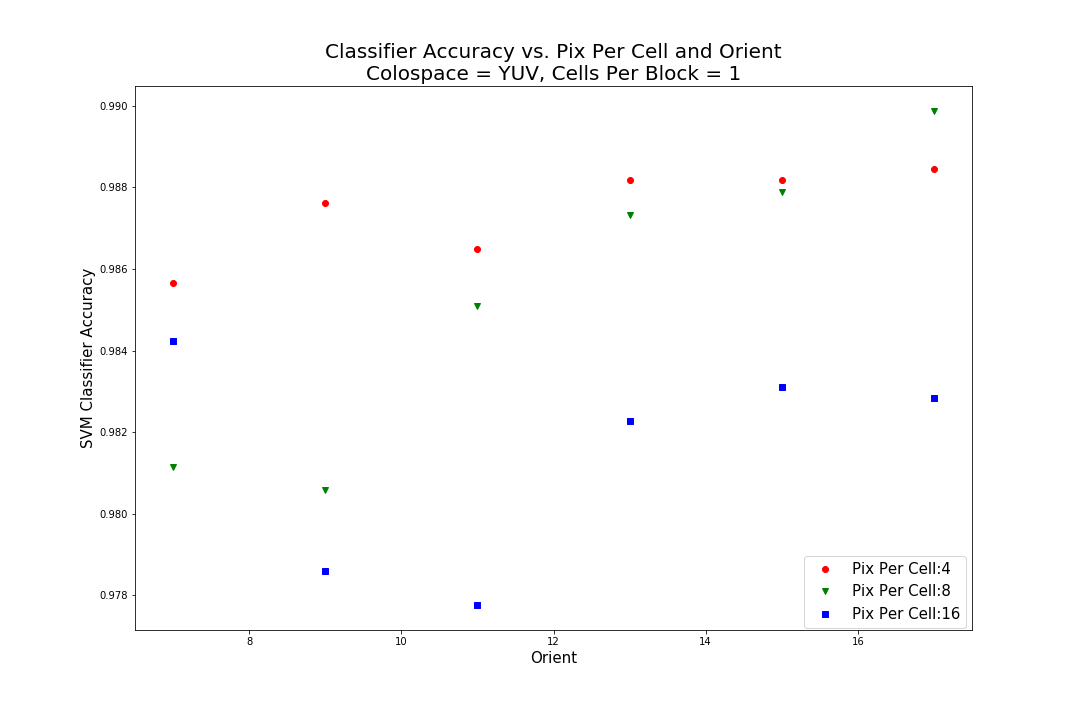 Classifier Accuracy vs. Pix Per Cell and Orient
Colospace = YUV, Cells Per Block = 1
0.990
0.988
0.986
0.984
0.982
0.980
0.978
SVM Classifier Accuracy
Pix Per Cell:4
Pix Per Cell:8
Pix Per Cell:16
8 10 12 14 16
Orient